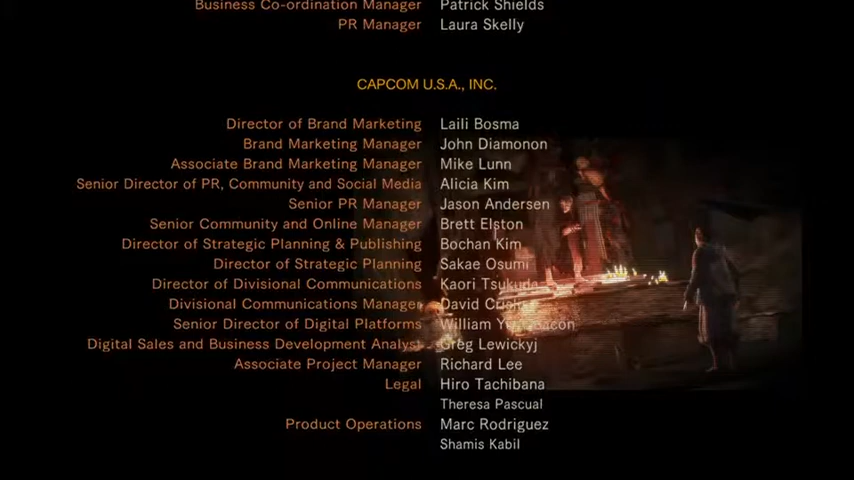 Business Co-ordination Manager Patrick Shields
PR Manager Laura Skelly
CAPCOM U.S.A., INC.
Director of Brand Marketing Laili Bosma
Brand Marketing Manager John Diamonon
Associate Brand Marketing Manager Mike Lunn
Senior Director of PR, Community and Social Media Alicia Kim
Senior PR Manager Jason Andersen
Senior Community and Online Manager Brett Elston
Director of Strategic Planning & Publishing Bochan Kim
Director of Strategic Planning Sakae Osumi
Director of Divisional Communications Kaori Tsukuda
Divisional Communications Manager David
Senior Director of Digital Platforms William
Digital Sales and Business Development Analyst Greg Lewickyj
Associate Project Manager Richard Lee
Legal Hiro Tachibana
Theresa Pascual
Product Operations Marc Rodriguez
Shamis Kabil